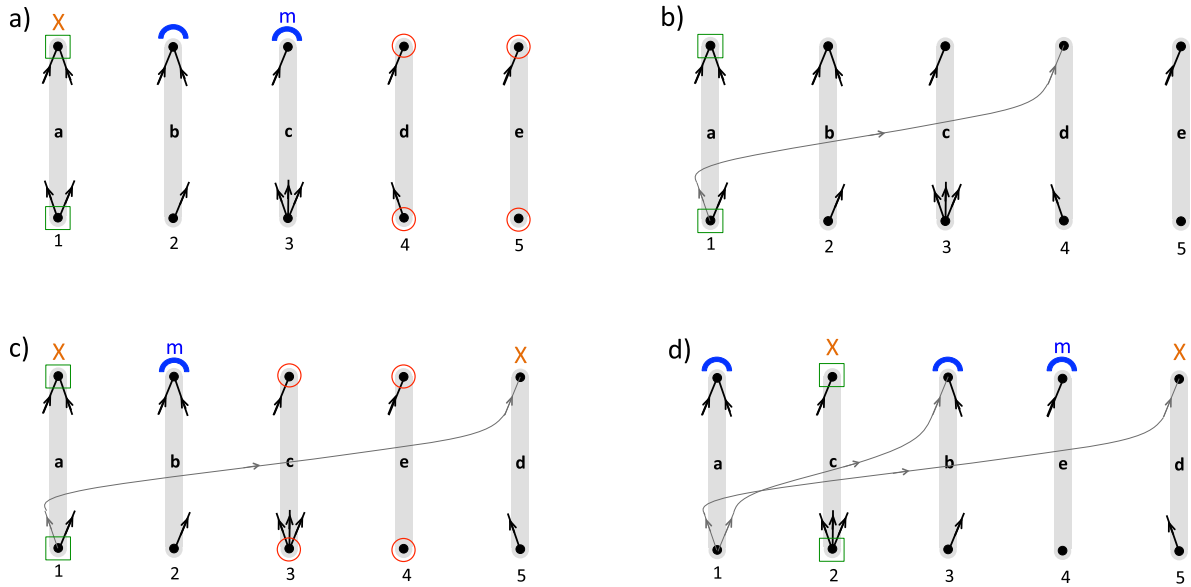 a)
X m
a b c d e
1 2 3 4 5
b)
a b c d e
1 2 3 4 5
c)
X m X
a b c e d
1 2 3 4 5
d)
X m X
a c b e d
1 2 3 4 5